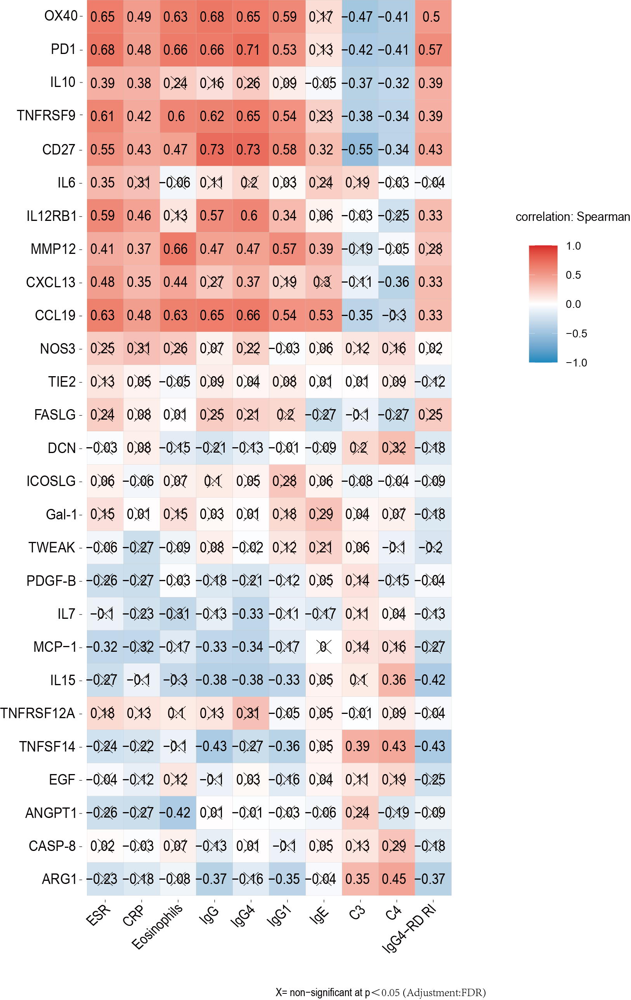 OX40 0.65 0.49 0.63 0.68 0.65 0.59 0.17 −0.47 −0.41 0.5
PD1 0.68 0.48 0.66 0.66 0.71 0.53 0.13 −0.42 −0.41 0.57
IL10 0.39 0.38 0.24 0.16 0.26 0.09 −0.05 −0.37 −0.32 0.39
TNFRSF9 0.61 0.42 0.6 0.62 0.65 0.54 0.23 −0.38 −0.34 0.39
CD27 0.55 0.43 0.47 0.73 0.73 0.58 0.32 −0.55 −0.34 0.43
IL6 0.35 0.31 −0.06 0.11 0.2 0.03 0.24 0.19 −0.03 −0.04
IL12RB1 0.59 0.46 0.13 0.57 0.6 0.34 0.06 −0.03 −0.25 0.33
MMP12 0.41 0.37 0.66 0.47 0.47 0.57 0.39 −0.19 −0.05 0.28
CXCL13 0.48 0.35 0.44 0.27 0.37 0.19 0.3 −0.11 −0.36 0.33
CCL19 0.63 0.48 0.63 0.65 0.66 0.54 0.53 −0.35 −0.3 0.33
NOS3 0.25 0.31 0.26 0.07 0.22 −0.03 0.06 0.12 0.16 0.02
TIE2 0.13 0.05 −0.05 0.09 0.04 0.08 0.01 0.01 0.09 −0.12
FASLG 0.24 0.08 0.01 0.25 0.21 0.2 −0.27 −0.1 −0.27 0.25
DCN −0.03 0.08 −0.15 −0.21 −0.13 −0.01 −0.09 0.2 0.32 −0.18
ICOSLG 0.06 −0.06 0.07 0.1 0.05 0.28 0.06 −0.08 −0.04 −0.09
Gal-1 0.15 0.01 0.15 0.03 0.01 0.18 0.29 0.04 0.07 −0.18
TWEAK −0.06 −0.27 −0.09 0.08 −0.02 0.12 0.21 0.06 −0.1 −0.2
PDGF-B −0.26 −0.27 −0.03 −0.18 −0.21 −0.12 0.05 0.14 −0.15 −0.04
IL7 −0.1 −0.23 −0.31 −0.13 −0.33 −0.11 −0.17 0.11 0.04 −0.13
MCP−1 −0.32 −0.32 −0.17 −0.33 −0.34 −0.17 0 0.14 0.16 −0.27
IL15 −0.27 −0.1 −0.3 −0.38 −0.38 −0.33 0.05 0.1 0.36 −0.42
TNFRSF12A 0.18 0.13 0.1 0.13 0.31 −0.05 0.05 −0.01 0.09 −0.04
TNFSF14 −0.24 −0.22 −0.1 −0.43 −0.27 −0.36 0.05 0.39 0.43 −0.43
EGF −0.04 −0.12 0.12 −0.1 0.03 −0.16 0.04 0.11 0.19 −0.25
ANGPT1 −0.26 −0.27 −0.42 0.01 −0.01 −0.03 −0.06 0.24 −0.19 −0.09
CASP-8 0.02 −0.03 0.07 −0.13 0.01 −0.1 0.05 0.13 0.29 −0.18
ARG1 −0.23 −0.18 −0.08 −0.37 −0.16 −0.35 −0.04 0.35 0.45 −0.37
ESR CRP Eosinophils IgG IgG4 IgG1 IgE C3 C4 IgG4−RD RI
correlation: Spearman
1.0
0.5
0.0
−0.5
−1.0
X= non−significant at p＜0.05 (Adjustment:FDR)